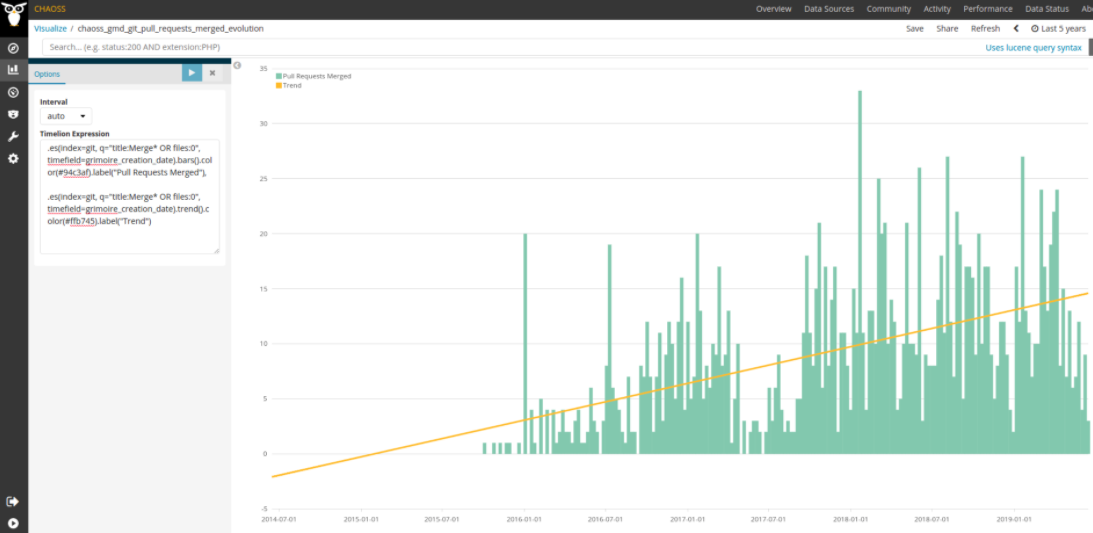 CHAOSS
Overview Data Sources Community Activity Performance Data Status Ab
Visualize / chaoss_gmd_git_pull_requests_merged_evolution
Save Share Refresh Last 5 years
Search... (e.g. status:200 AND extension:PHP)
Uses lucene query syntax
Options
Interval
auto
Timelion Expression
.es(index=git, q="title:Merge* OR files:0",
timefield=grimoire_creation_date).bars().col
or(#94c3af).label("Pull Requests Merged"),
.es(index=git, q="title:Merge* OR files:0",
timefield=grimoire_creation_date).trend().c
olor(#ffb745).label("Trend")
Pull Requests Merged
Trend
35
30
25
20
15
10
5
0
-5
2014-07-01 2015-01-01 2015-07-01 2016-01-01 2016-07-01 2017-01-01 2017-07-01 2018-01-01 2018-07-01 2019-01-01